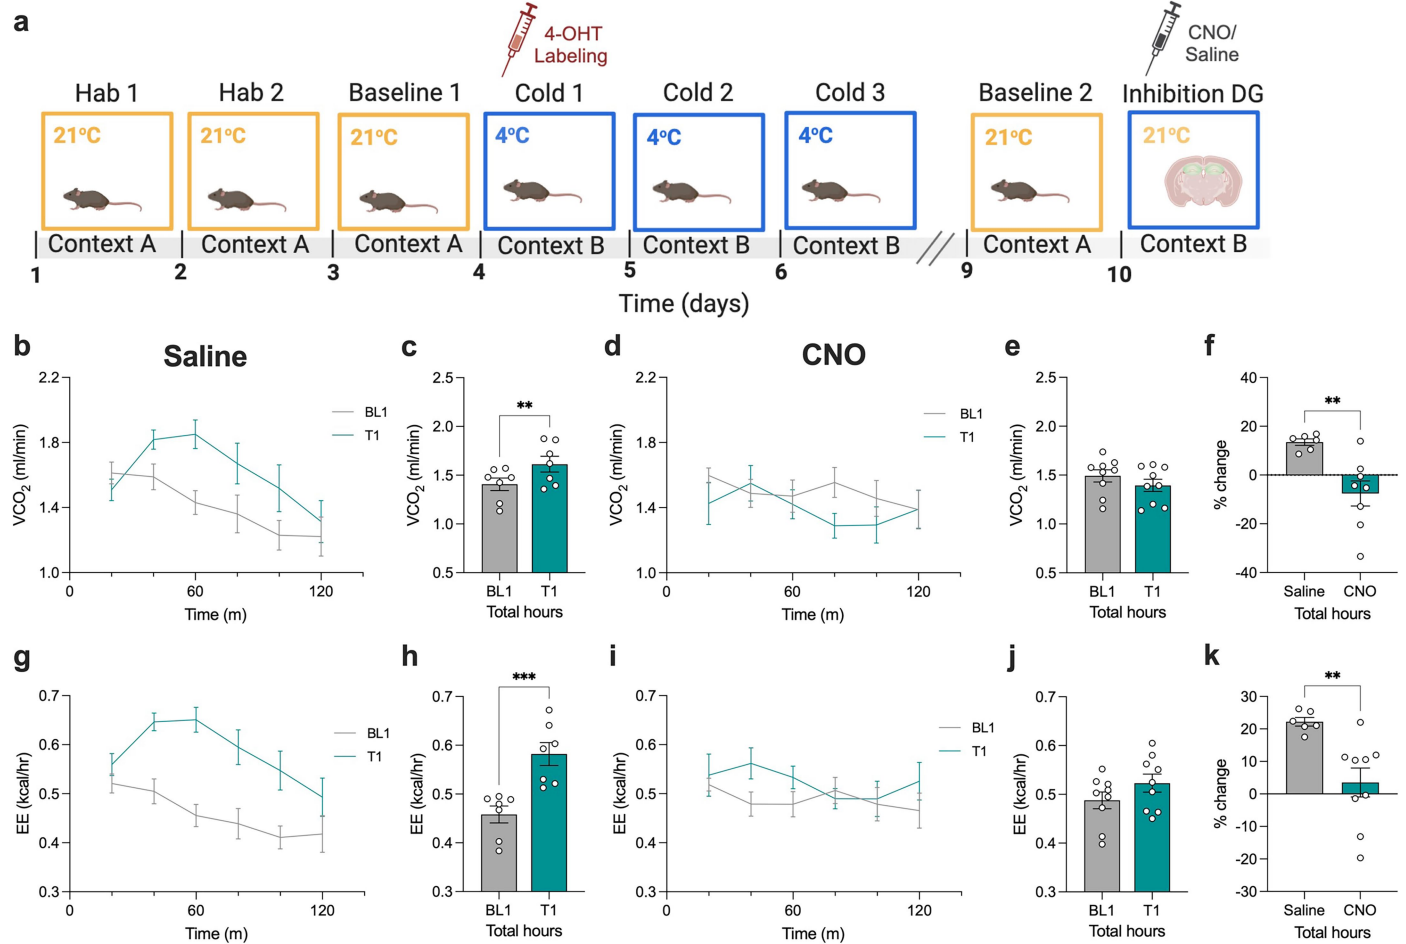 a
4-OHT
Labeling
CNO/
Saline
Hab 1
Hab 2
Baseline 1
Cold 1
Cold 2
Cold 3
Baseline 2
Inhibition DG
21ºC
21ºC
21ºC
4ºC
4ºC
4ºC
21ºC
21ºC
Context A
Context A
Context A
Context B
Context B
Context B
Context A
Context B
1
2
3
4
5
6
9
10
Time (days)
b
Saline
2.2
1.8
1.4
1.0
VCO2 (ml/min)
0
60
120
Time (m)
BL1
T1
c
2.5
2.0
1.5
1.0
0.5
VCO2 (ml/min)
**
BL1
T1
Total hours
d
CNO
2.2
1.8
1.4
1.0
VCO2 (ml/min)
0
60
120
Time (m)
BL1
T1
e
2.5
2.0
1.5
1.0
0.5
VCO2 (ml/min)
BL1
T1
Total hours
f
40
20
0
-20
-40
% change
**
Saline
CNO
Total hours
g
0.7
0.6
0.5
0.4
0.3
EE (kcal/hr)
0
60
120
Time (m)
BL1
T1
h
0.7
0.6
0.5
0.4
0.3
EE (kcal/hr)
***
BL1
T1
Total hours
i
0.7
0.6
0.5
0.4
0.3
EE (kcal/hr)
0
60
120
Time (m)
BL1
T1
j
0.7
0.6
0.5
0.4
0.3
EE (kcal/hr)
BL1
T1
Total hours
k
30
20
10
0
-10
-20
-30
% change
**
Saline
CNO
Total hours